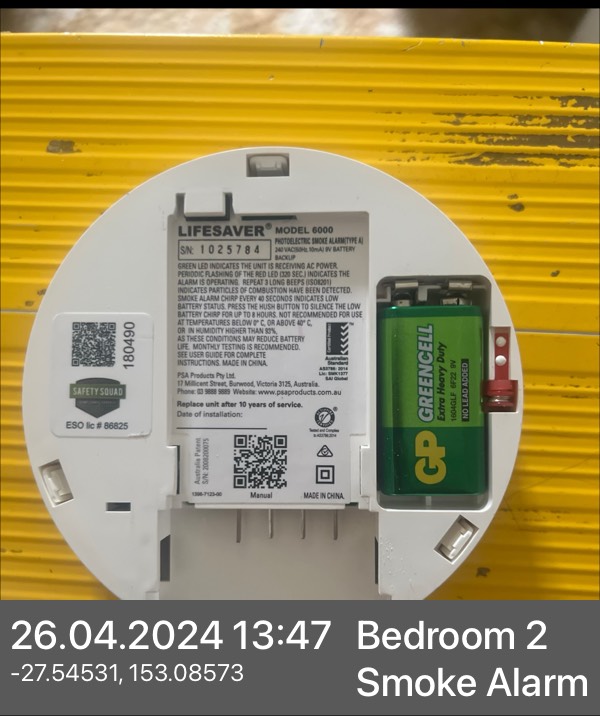 LIFESAVER® MODEL 6000
S/N: 1025784
PHOTOELECTRIC SMOKE ALARM(TYPE A)
240 VAC(50Hz, 50mA) 9V BATTERY
BACKUP
GREEN LED INDICATES THE UNIT IS RECEIVING AC POWER.
PERIODIC FLASHING OF THE RED LED (320 SEC.) INDICATES THE
ALARM IS OPERATING. REPEAT 3 LONG BEEPS (ISO8201)
INDICATES PARTICLES OF COMBUSTION HAVE BEEN DETECTED.
SMOKE ALARM CHIRP EVERY 40 SECONDS INDICATES LOW
BATTERY STATUS. PRESS THE HUSH BUTTON TO SILENCE THE LOW
BATTERY CHIRP FOR UP TO 8 HOURS. NOT RECOMMENDED FOR USE
AT TEMPERATURES BELOW 0° C, OR ABOVE 40° C,
OR IN HUMIDITY HIGHER THAN 93%,
AS THESE CONDITIONS MAY REDUCE BATTERY
LIFE. MONTHLY TESTING IS RECOMMENDED.
SEE USER GUIDE FOR COMPLETE
INSTRUCTIONS. MADE IN CHINA.
Australian
Standard
AS3786: 2014
Lic: SMK1377
SAI Global
PSA Products Pty Ltd.
17 Millicent Street, Burwood, Victoria 3125, Australia.
Phone: 03 9888 9889 Website: www.psaproducts.com.au
Replace unit after 10 years of service.
Date of installation:
Tested and Complies
Australia Patent
S/N: 2008200075
Manual
MADE IN CHINA.
180490
SAFETY SQUAD
ESO lic # 86825
GP GREENCELL
Extra Heavy Duty
1604GLF 6F22 9V
NO LEAD ADDED
26.04.2024 13:47
-27.54531, 153.08573
Bedroom 2
Smoke Alarm